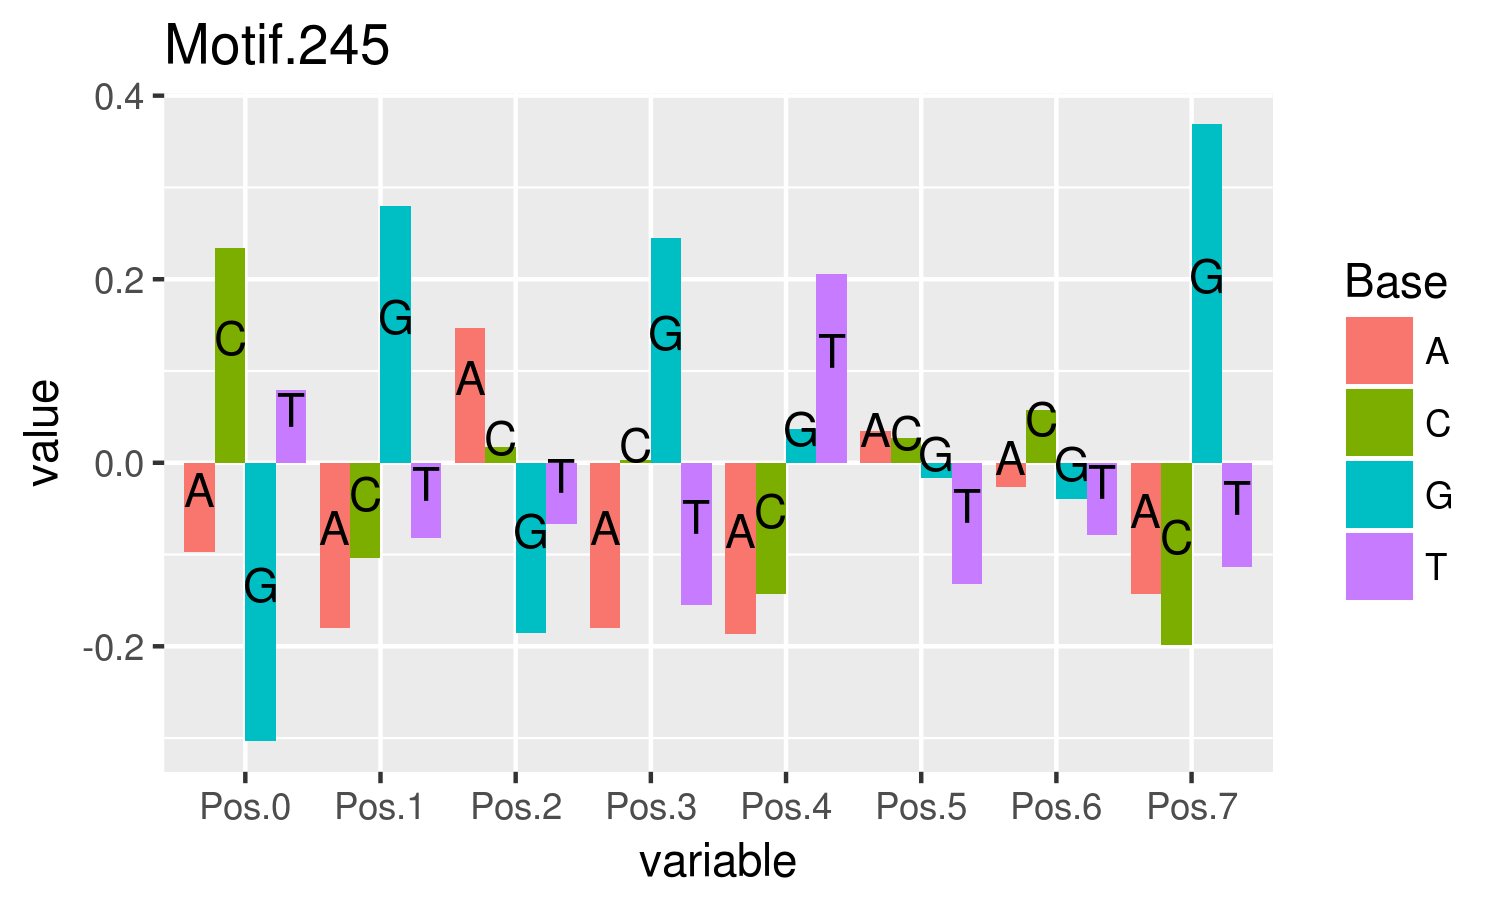 Motif.245
0.4
0.2
0.0
-0.2
value
A C G T A C G T A C G T A C G T A C G T A C G T A C G T A C G T
Pos.0 Pos.1 Pos.2 Pos.3 Pos.4 Pos.5 Pos.6 Pos.7
variable
Base
A
C
G
T